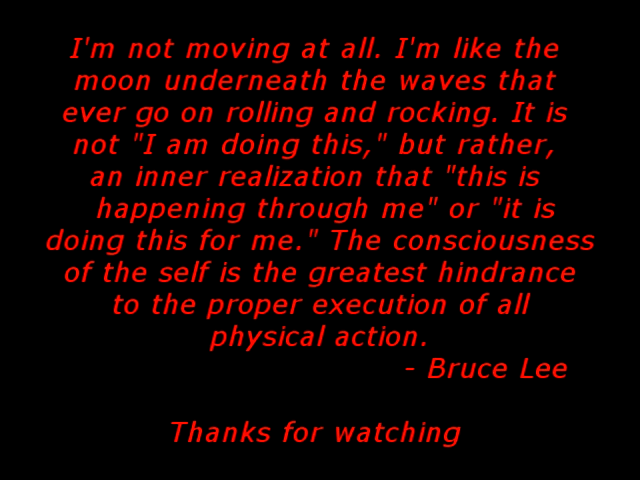 I'm not moving at all. I'm like the
moon underneath the waves that
ever go on rolling and rocking. It is
not "I am doing this," but rather,
an inner realization that "this is
happening through me" or "it is
doing this for me." The consciousness
of the self is the greatest hindrance
to the proper execution of all
physical action.
- Bruce Lee
Thanks for watching